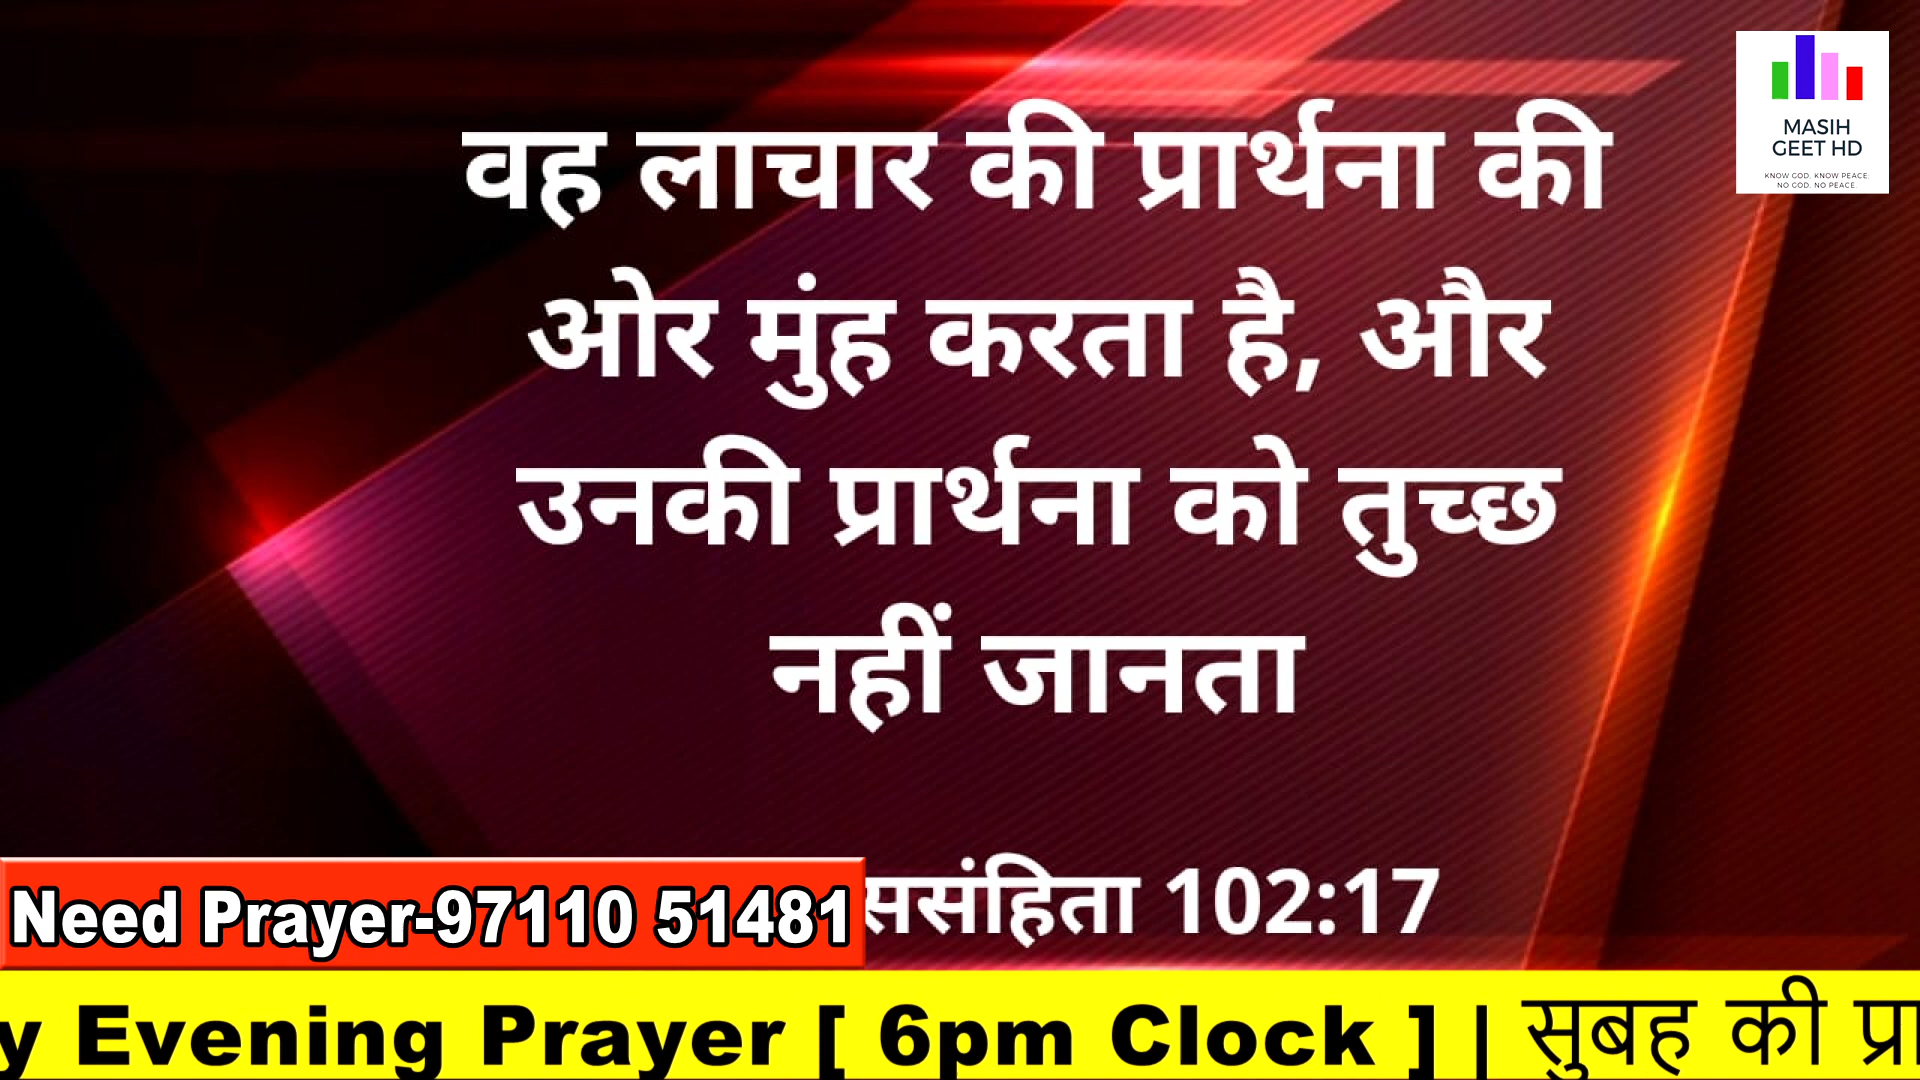 वह लाचार की प्रार्थना की
ओर मुंह करता है, और
उनकी प्रार्थना को तुच्छ
नहीं जानता
ससंहिता 102:17
MASIH
GEET HD
KNOW GOD. KNOW PEACE.
NO GOD. NO PEACE.
Need Prayer-97110 51481
y Evening Prayer [ 6pm Clock ] | सुबह की प्रा